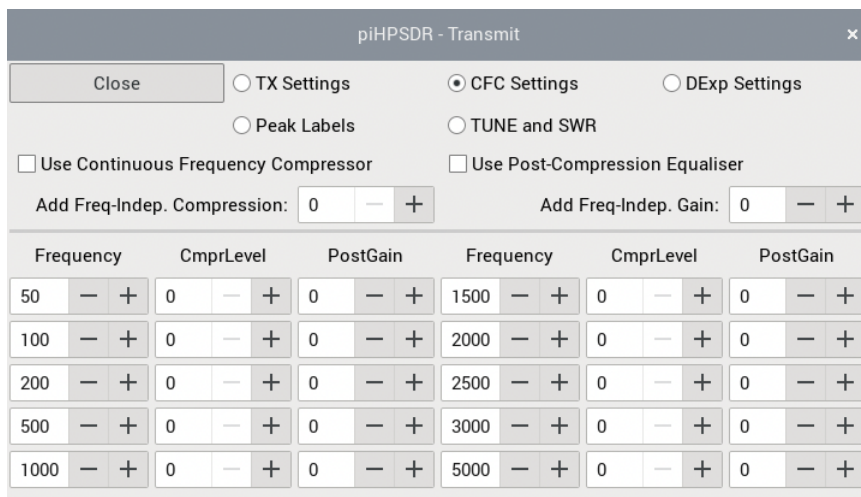 piHPSDR - Transmit ×
Close TX Settings CFC Settings DExp Settings
Peak Labels TUNE and SWR
Use Continuous Frequency Compressor Use Post-Compression Equaliser
Add Freq-Indep. Compression: 0 — + Add Freq-Indep. Gain: 0 — +
Frequency CmprLevel PostGain Frequency CmprLevel PostGain
50 — + 0 — + 0 — + 1500 — + 0 — + 0 — +
100 — + 0 — + 0 — + 2000 — + 0 — + 0 — +
200 — + 0 — + 0 — + 2500 — + 0 — + 0 — +
500 — + 0 — + 0 — + 3000 — + 0 — + 0 — +
1000 — + 0 — + 0 — + 5000 — + 0 — + 0 — +